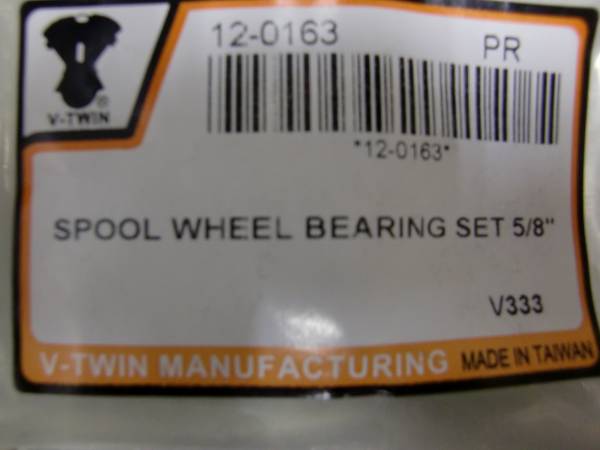 12-0163
PR
V-TWIN ®
*12-0163*
SPOOL WHEEL BEARING SET 5/8"
V333
V-TWIN MANUFACTURING MADE IN TAIWAN